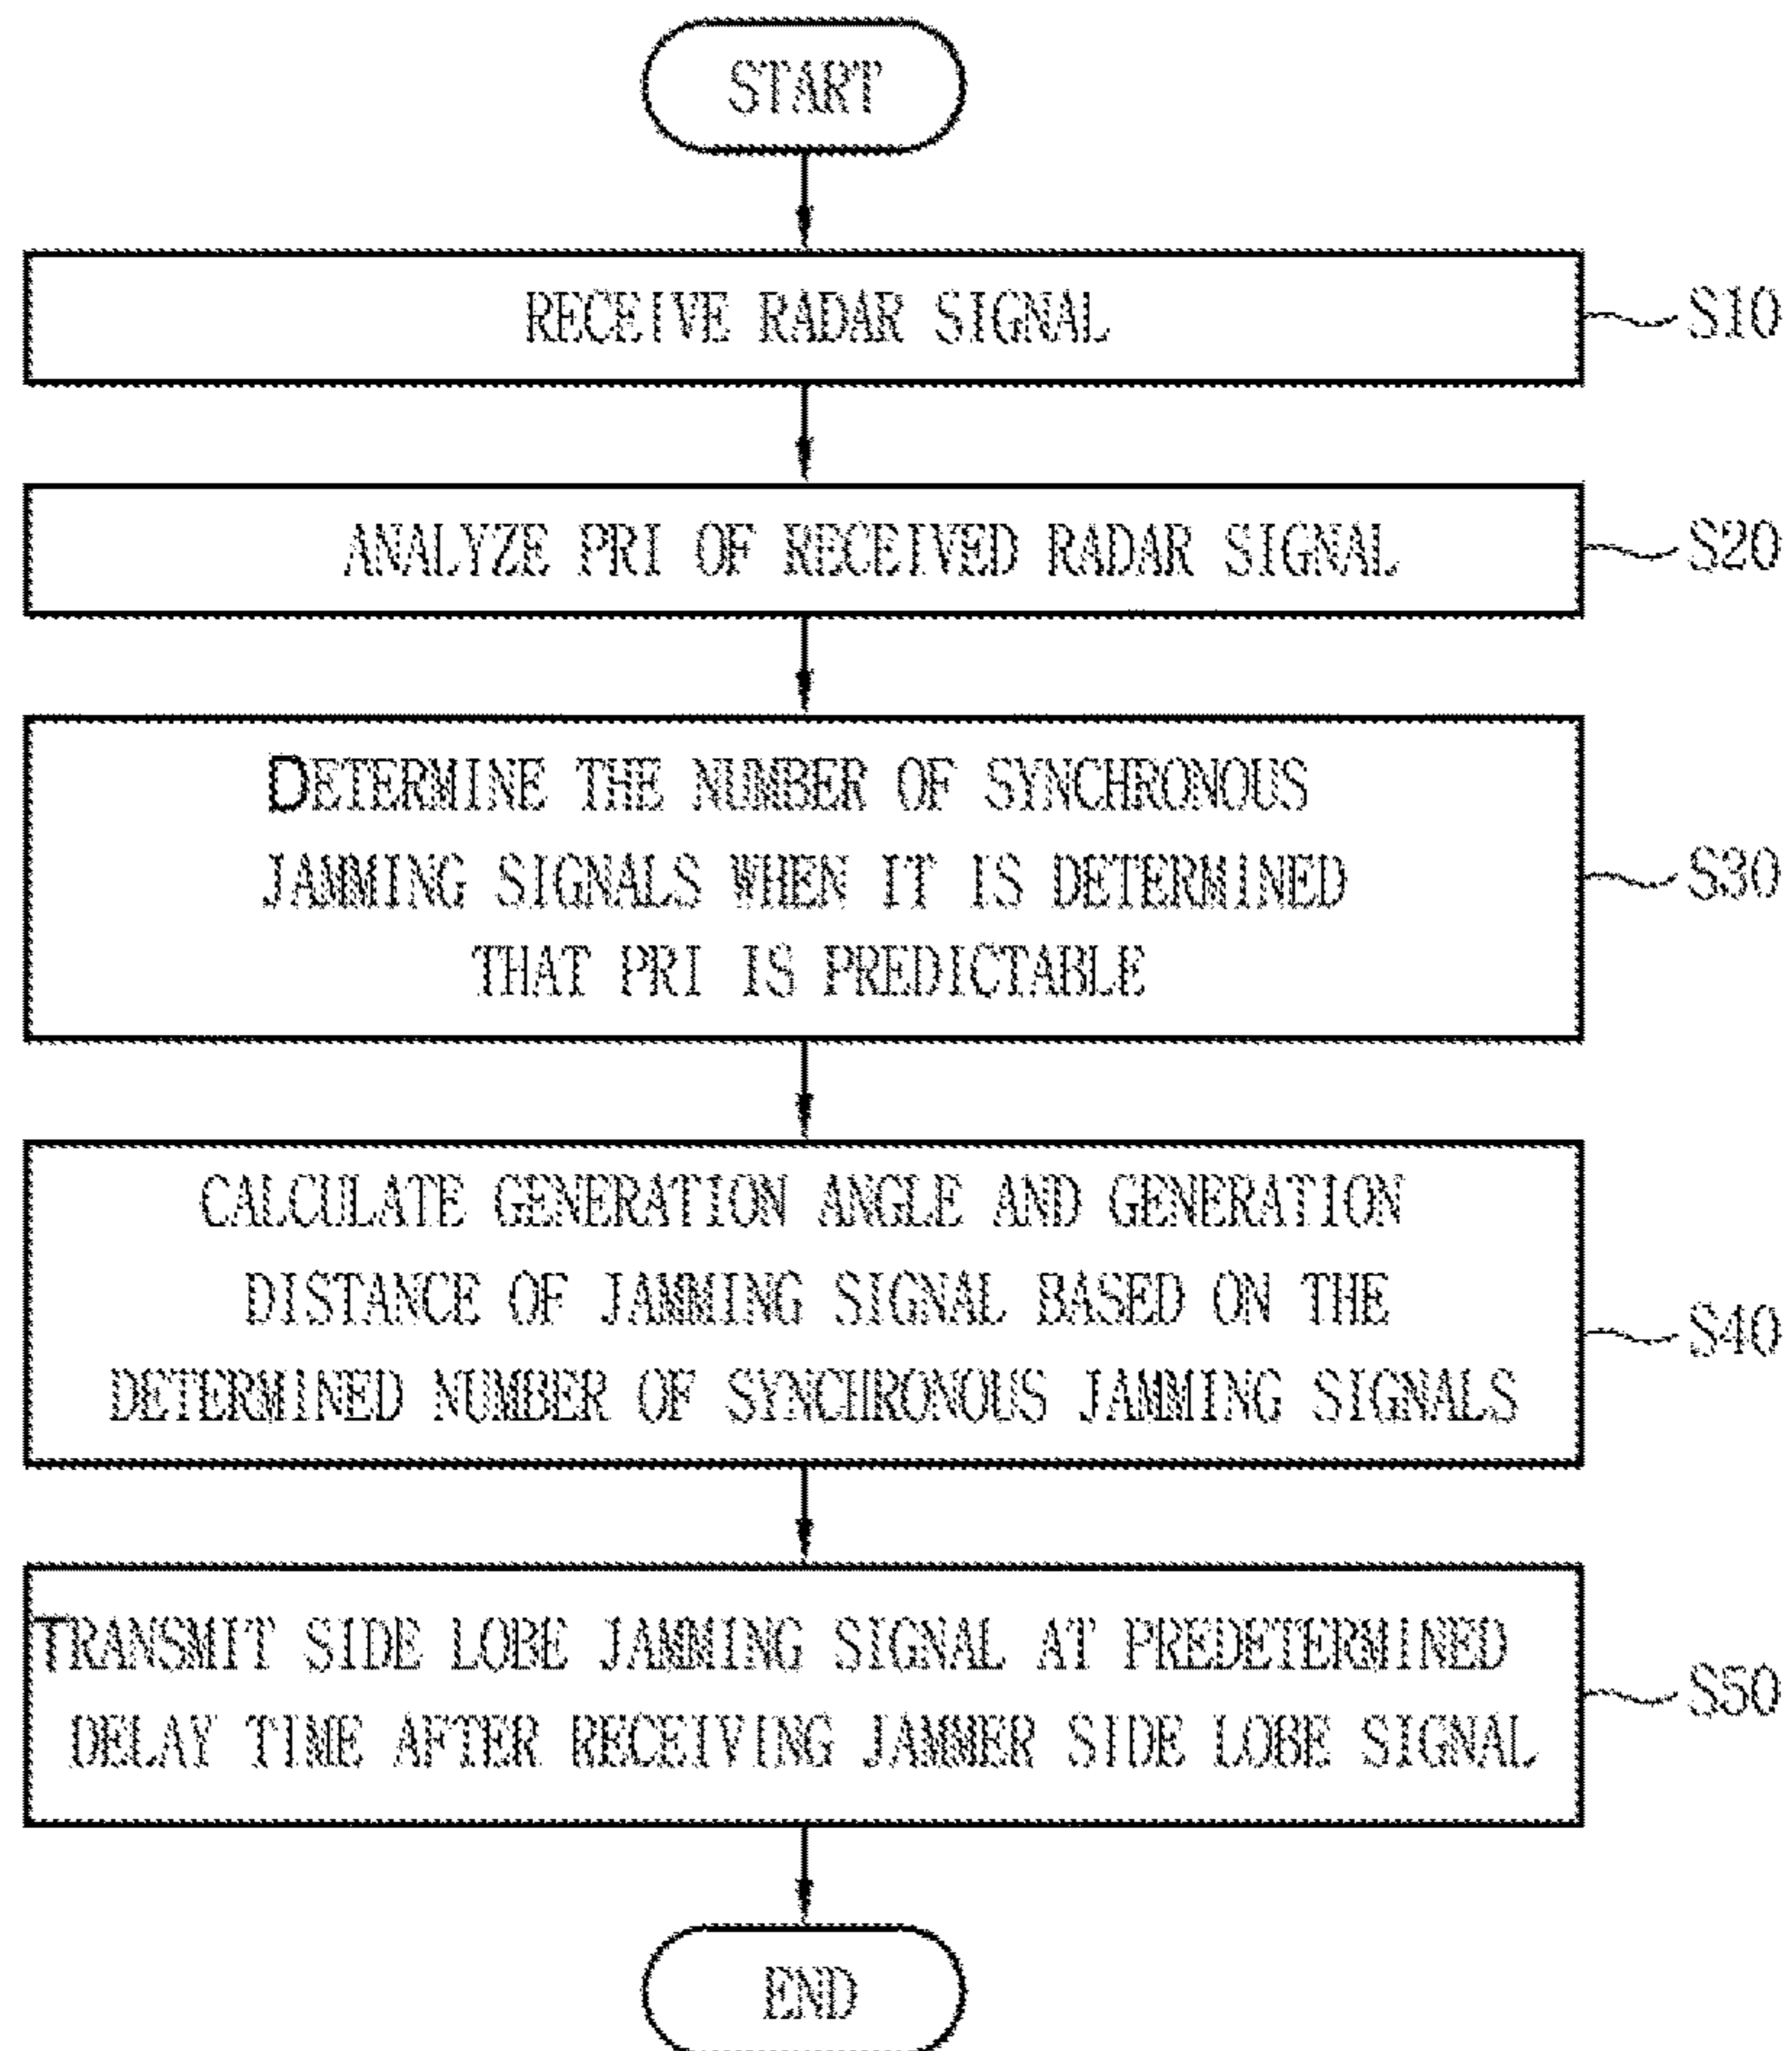 START
RECEIVE RADAR SIGNAL
S10
ANALYZE PRI OF RECEIVED RADAR SIGNAL
S20
DETERMINE THE NUMBER OF SYNCHRONOUS
JAMMING SIGNALS WHEN IT IS DETERMINED
THAT PRI IS PREDICTABLE
S30
CALCULATE GENERATION ANGLE AND GENERATION
DISTANCE OF JAMMING SIGNAL BASED ON THE
DETERMINED NUMBER OF SYNCHRONOUS JAMMING SIGNALS
S40
TRANSMIT SIDE LOBE JAMMING SIGNAL AT PREDETERMINED
DELAY TIME AFTER RECEIVING JAMMER SIDE LOBE SIGNAL
S50
END